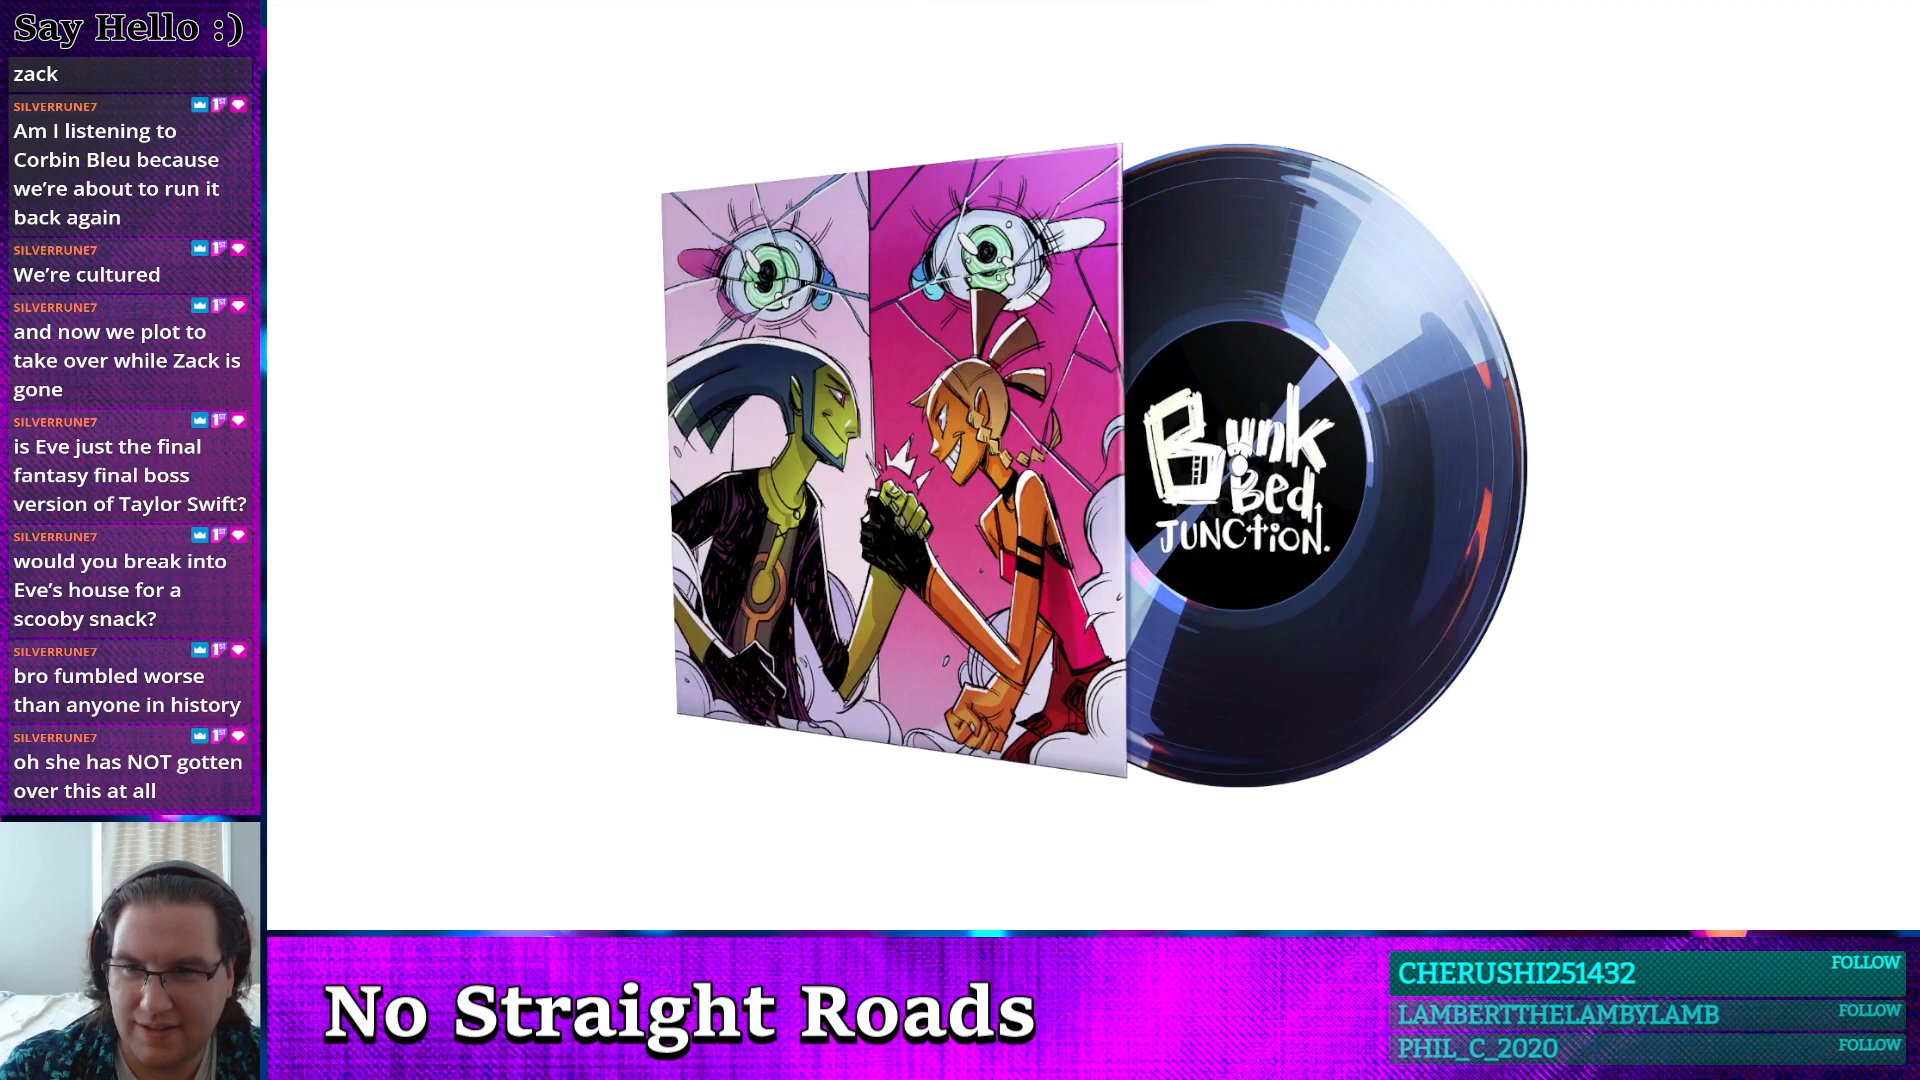 Say Hello :)
zack
SILVERRUNE7
Am I listening to
Corbin Bleu because
we’re about to run it
back again
SILVERRUNE7
We’re cultured
SILVERRUNE7
and now we plot to
take over while Zack is
gone
SILVERRUNE7
is Eve just the final
fantasy final boss
version of Taylor Swift?
SILVERRUNE7
would you break into
Eve’s house for a
scooby snack?
SILVERRUNE7
bro fumbled worse
than anyone in history
SILVERRUNE7
oh she has NOT gotten
over this at all
Bunk
Bed
JUNCTiON.
No Straight Roads
CHERUSHI251432 FOLLOW
LAMBERTTHELAMBYLAMB FOLLOW
PHIL_C_2020 FOLLOW